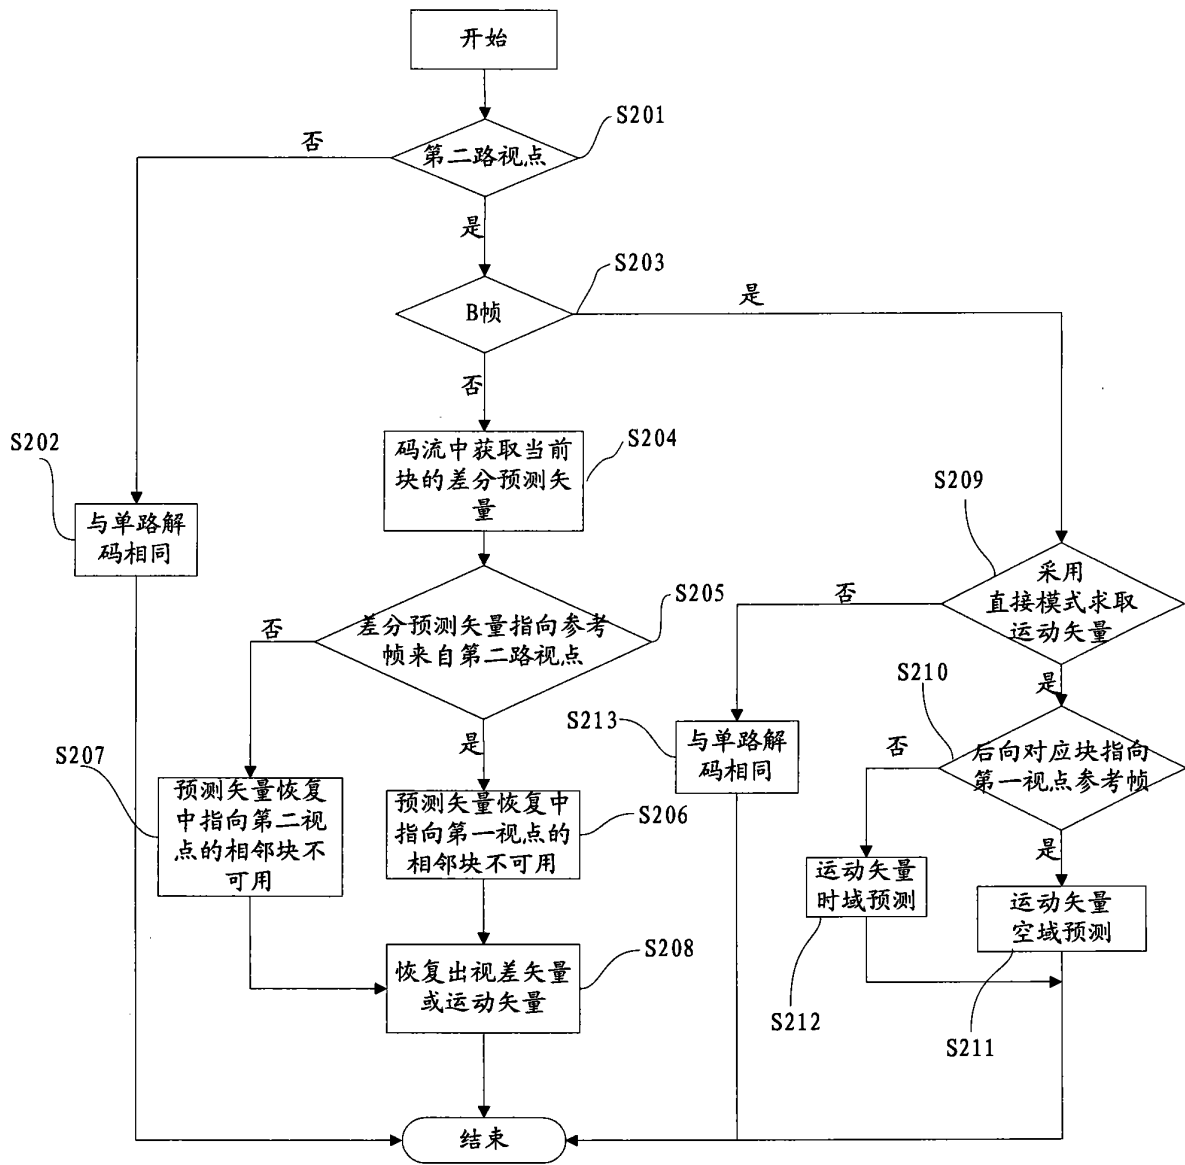 开始
S201
否
第二路视点
是
S203
是
B帧
否
S202
码流中获取当前
块的差分预测矢
量
S204
S209
与单路解
码相同
采用
直接模式求取
运动矢量
否
S205
否
差分预测矢量指向参考
帧来自第二路视点
S210
是
S213
是
S207
与单路解
码相同
否
后向对应块指向
第一视点参考帧
预测矢量恢复
中指向第二视
点的相邻块不
可用
预测矢量恢复中
指向第一视点的
相邻块不可用
S206
是
运动矢量
时域预测
运动矢量
空域预测
恢复出视差矢量
或运动矢量
S208
S212
S211
结束